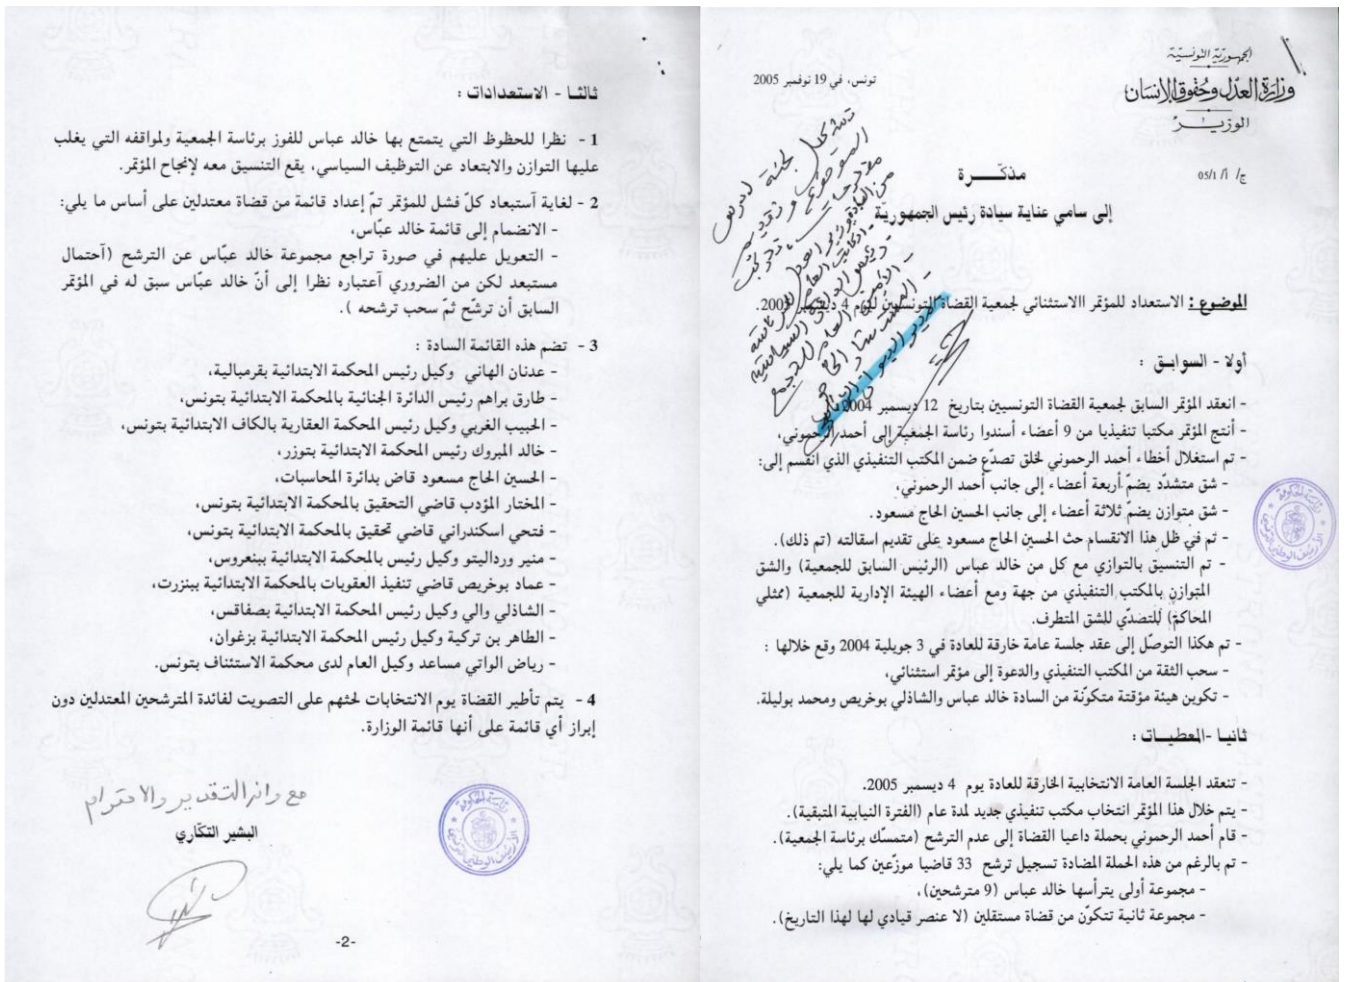 الجمهورية التونسية
وزارة العدل وحقوق الإنسان
الوزير
تونس، في 19 نوفمبر 2005
ج/ أ/ 05/1
مذكّرة
إلى سامي عناية سيادة رئيس الجمهورية
الموضوع : الاستعداد للمؤتمر االاستثنائي لجمعية القضاة التونسيين ليوم 4 ديسمبر 2005.
أولا - السوابق :
- انعقد المؤتمر السابق لجمعية القضاة التونسيين بتاريخ 12 ديسمبر 2004
- أنتج المؤتمر مكتبا تنفيذيا من 9 أعضاء أسندوا رئاسة الجمعية إلى أحمد الرحموني،
- تم استغلال أخطاء أحمد الرحموني لخلق تصدّع ضمن المكتب التنفيذي الذي انقسم إلى:
- شق متشدّد يضمّ أربعة أعضاء إلى جانب أحمد الرحموني،
- شق متوازن يضمّ ثلاثة أعضاء إلى جانب الحسين الحاج مسعود.
- تم في ظل هذا الانقسام حث الحسين الحاج مسعود على تقديم اسقالته (تم ذلك).
- تم التنسيق بالتوازي مع كل من خالد عباس (الرئيس السابق للجمعية) والشق
المتوازن بالمكتب التنفيذي من جهة ومع أعضاء الهيئة الإدارية للجمعية (ممثلي
المحاكم) للتصدّي للشق المتطرف.
- تم هكذا التوصّل إلى عقد جلسة عامة خارقة للعادة في 3 جويلية 2004 وقع خلالها :
- سحب الثقة من المكتب التنفيذي والدعوة إلى مؤتمر استثنائي،
- تكوين هيئة مؤقتة متكوّنة من السادة خالد عباس والشاذلي بوخريص ومحمد بوليلة.
ثانيا -المعطيات :
- تنعقد الجلسة العامة الانتخابية الخارقة للعادة يوم 4 ديسمبر 2005.
- يتم خلال هذا المؤتمر انتخاب مكتب تنفيذي جديد لمدة عام (الفترة النيابية المتبقية).
- قام أحمد الرحموني بحملة داعيا القضاة إلى عدم الترشح (متمسّك برئاسة الجمعية).
- تم بالرغم من هذه الحملة المضادة تسجيل ترشح 33 قاضيا موزّعين كما يلي:
- مجموعة أولى يترأسها خالد عباس (9 مترشحين)،
- مجموعة ثانية تتكوّن من قضاة مستقلين (لا عنصر قيادي لها لهذا التاريخ).
ثالثا - الاستعدادات :
1 - نظرا للحظوظ التي يتمتع بها خالد عباس للفوز برئاسة الجمعية ولمواقفه التي يغلب
عليها التوازن والابتعاد عن التوظيف السياسي، يقع التنسيق معه لإنجاح المؤتمر.
2 - لغاية آستبعاد كلّ فشل للمؤتمر تمّ إعداد قائمة من قضاة معتدلين على أساس ما يلي:
- الانضمام إلى قائمة خالد عبّاس،
- التعويل عليهم في صورة تراجع مجموعة خالد عبّاس عن الترشح (آحتمال
مستبعد لكن من الضروري آعتباره نظرا إلى أنّ خالد عبّاس سبق له في المؤتمر
السابق أن ترشّح ثمّ سحب ترشحه ).
3 - تضم هذه القائمة السادة :
- عدنان الهاني وكيل رئيس المحكمة الابتدائية بقرمبالية،
- طارق براهم رئيس الدائرة الجنائية بالمحكمة الابتدائية بتونس،
- الحبيب الغربي وكيل رئيس المحكمة العقارية بالكاف الابتدائية بتونس،
- خالد المبروك رئيس المحكمة الابتدائية بتوزر،
- الحسين الحاج مسعود قاض بدائرة المحاسبات،
- المختار المؤدب قاضي التحقيق بالمحكمة الابتدائية بتونس،
- فتحي اسكندراني قاضي تحقيق بالمحكمة الابتدائية بتونس،
- منير ورداليتو وكيل رئيس بالمحكمة الابتدائية ببنعروس،
- عماد بوخريص قاضي تنفيذ العقوبات بالمحكمة الابتدائية ببنزرت،
- الشاذلي والي وكيل رئيس المحكمة الابتدائية بصفاقس،
- الطاهر بن تركية وكيل رئيس المحكمة الابتدائية بزغوان،
- رياض الواتي مساعد وكيل العام لدى محكمة الاستئناف بتونس.
4 - يتم تأطير القضاة يوم الانتخابات لحثهم على التصويت لفائدة المترشحين المعتدلين دون
إبراز أي قائمة على أنها قائمة الوزارة.
مع وافر التقدير والاحترام
البشير التكّاري
-2-